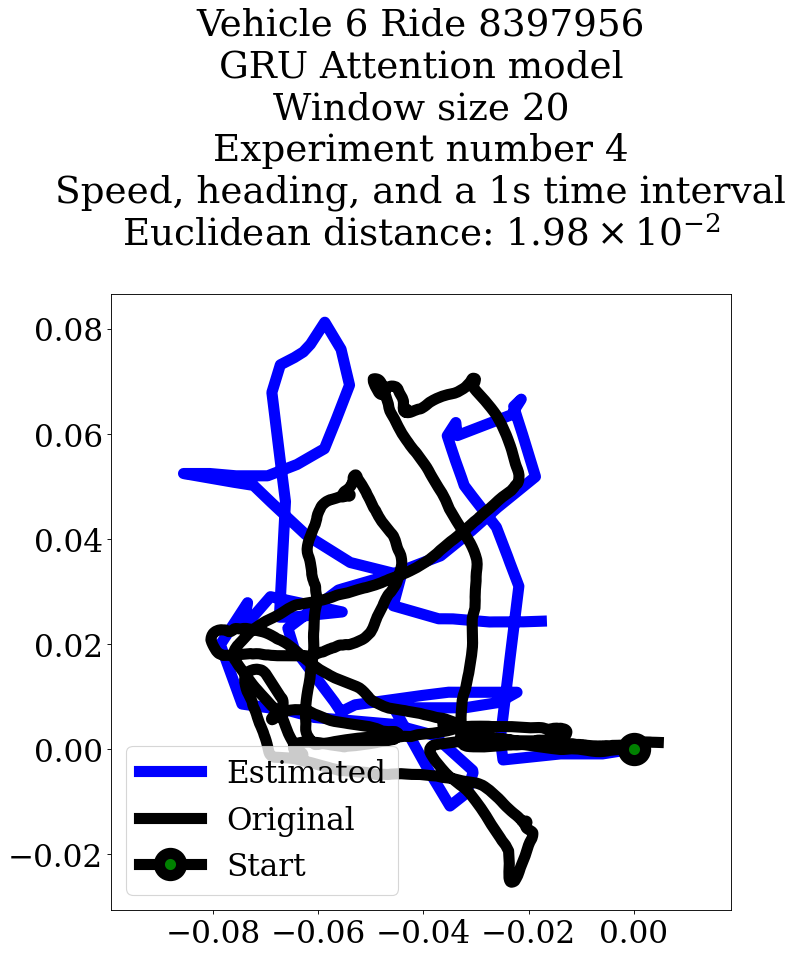 Vehicle 6 Ride 8397956
GRU Attention model
Window size 20
Experiment number 4
Speed, heading, and a 1s time interval
Euclidean distance: 1.98 × 10⁻²
0.08
0.06
0.04
0.02
0.00
−0.02
Estimated
Original
Start
−0.08 −0.06 −0.04 −0.02 0.00